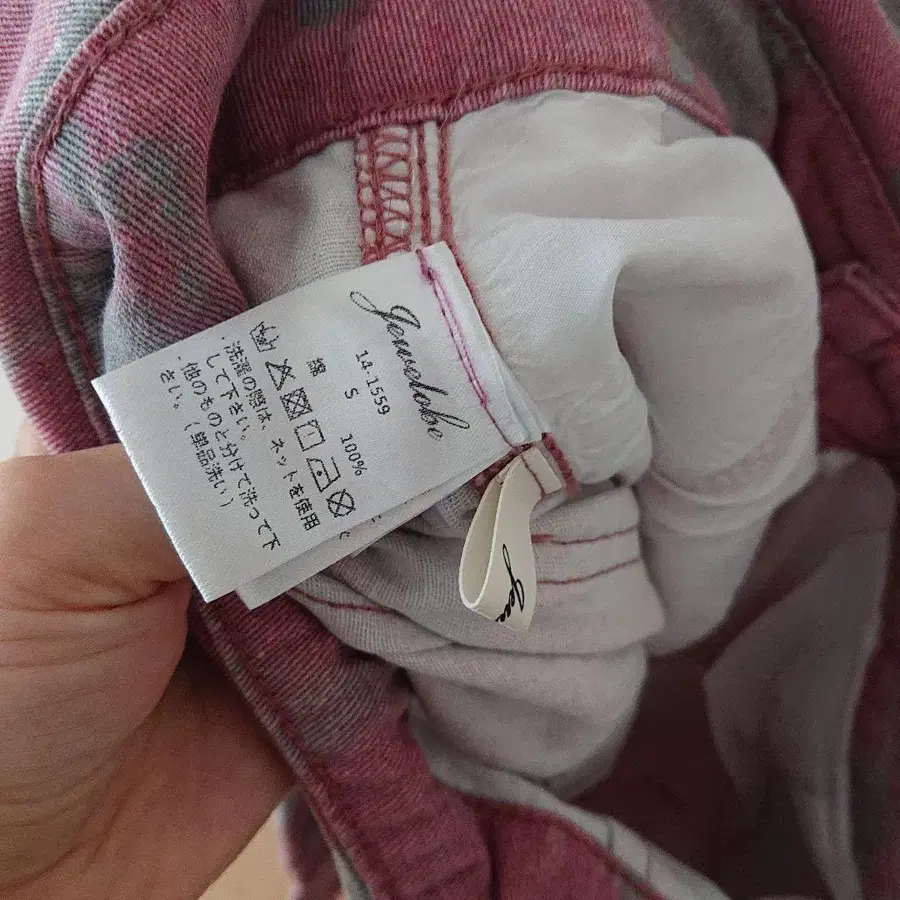 Jewdobe
14-1559
S
綿 100%
・洗濯の際は、ネットを使用
して下さい。
・他のものと分けて洗って下
さい。(単品洗い)